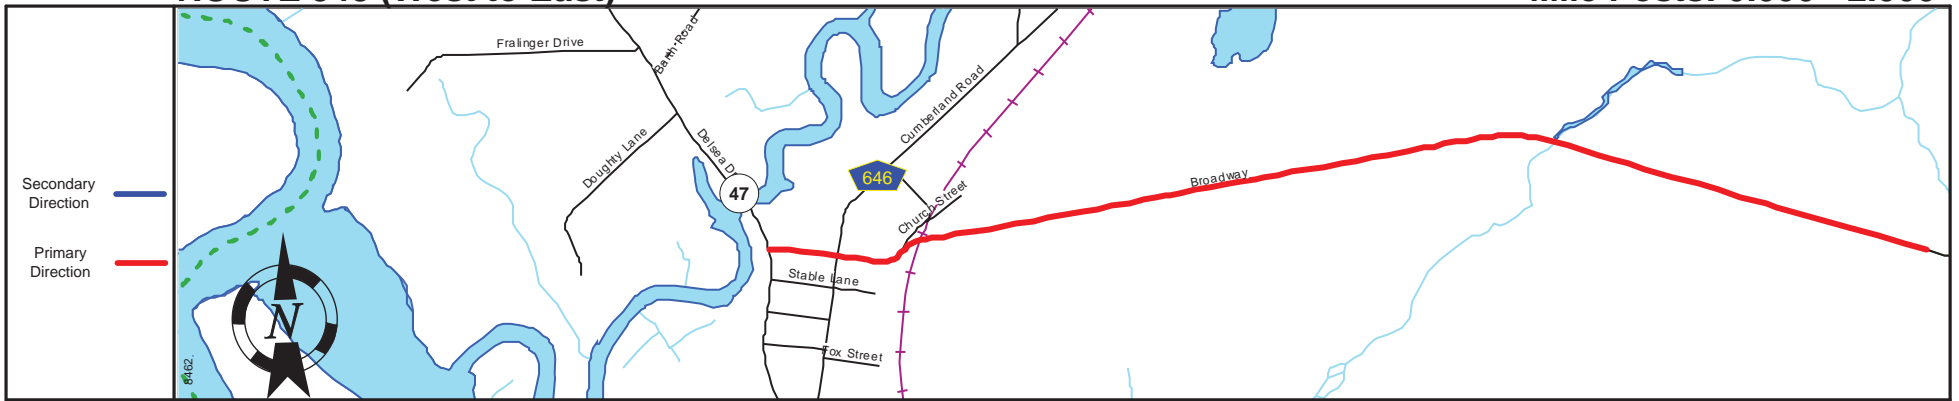 Fralinger Drive
Barth Road
Doughty Lane
Delsea D
47
646
Cumberland Road
Church Street
Broadway
Stable Lane
Fox Street
Secondary
Direction
Primary
Direction
N
8462